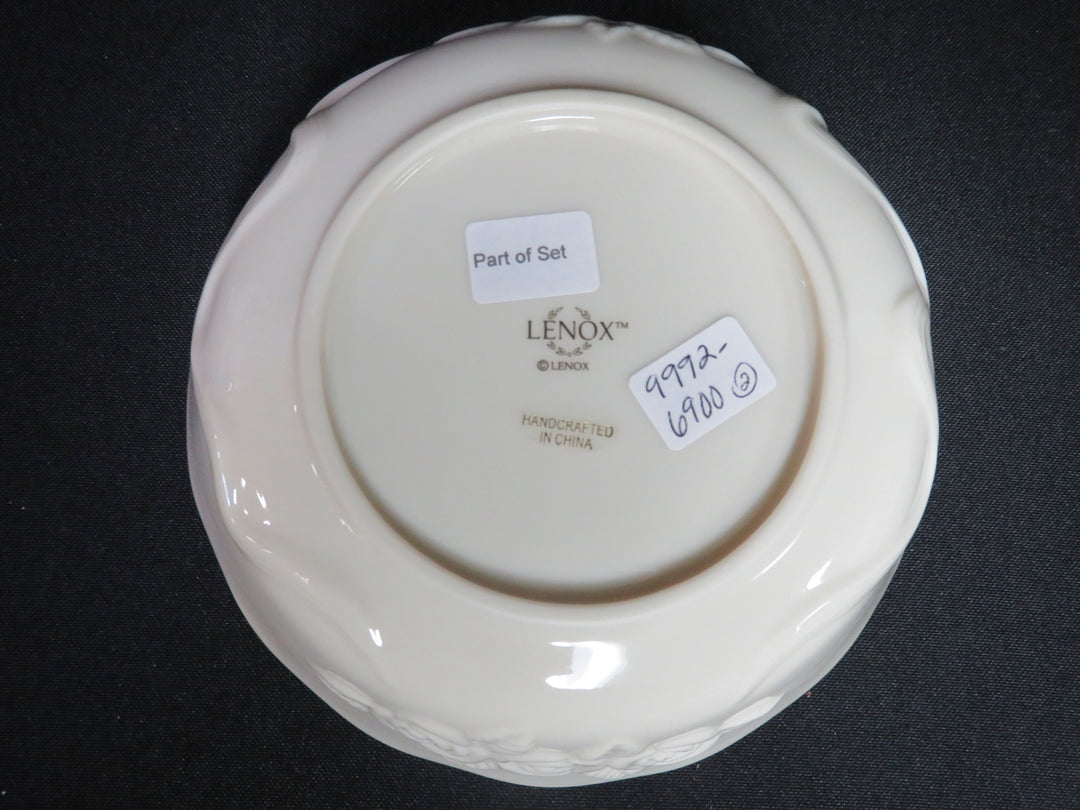 Part of Set
LENOX™
© LENOX
HANDCRAFTED
IN CHINA
9992-
6900 ②